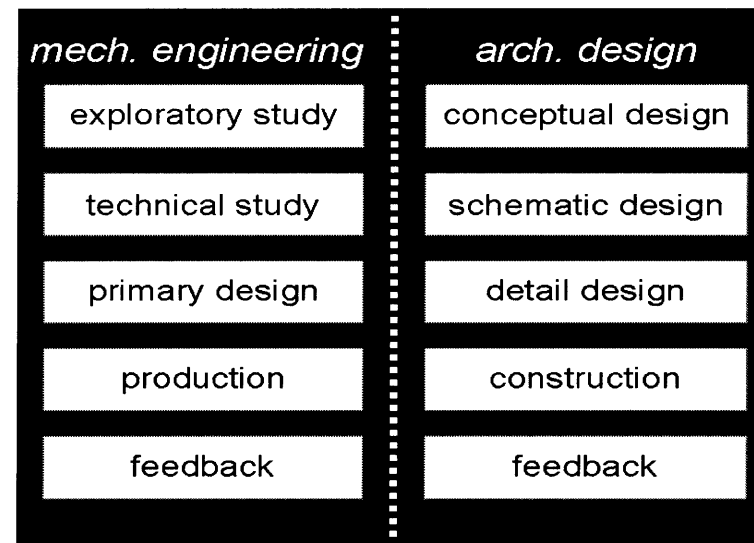 mech. engineering
exploratory study
technical study
primary design
production
feedback
arch. design
conceptual design
schematic design
detail design
construction
feedback